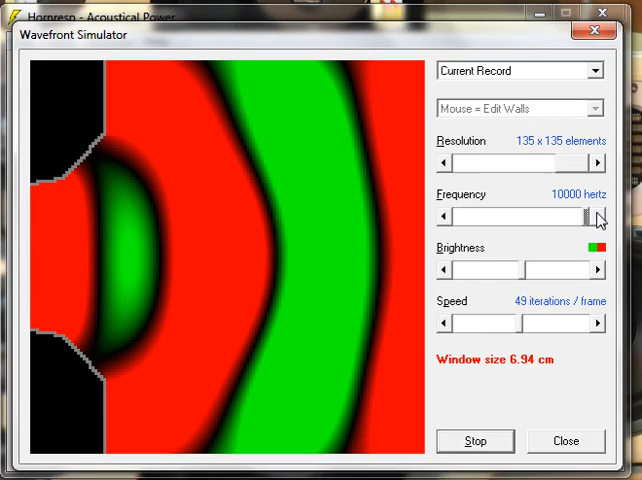 Hornresp - Acoustical Power
Wavefront Simulator
Current Record
Mouse = Edit Walls
Resolution 135 x 135 elements
Frequency 10000 hertz
Brightness
Speed 49 iterations / frame
Window size 6.94 cm
Stop Close